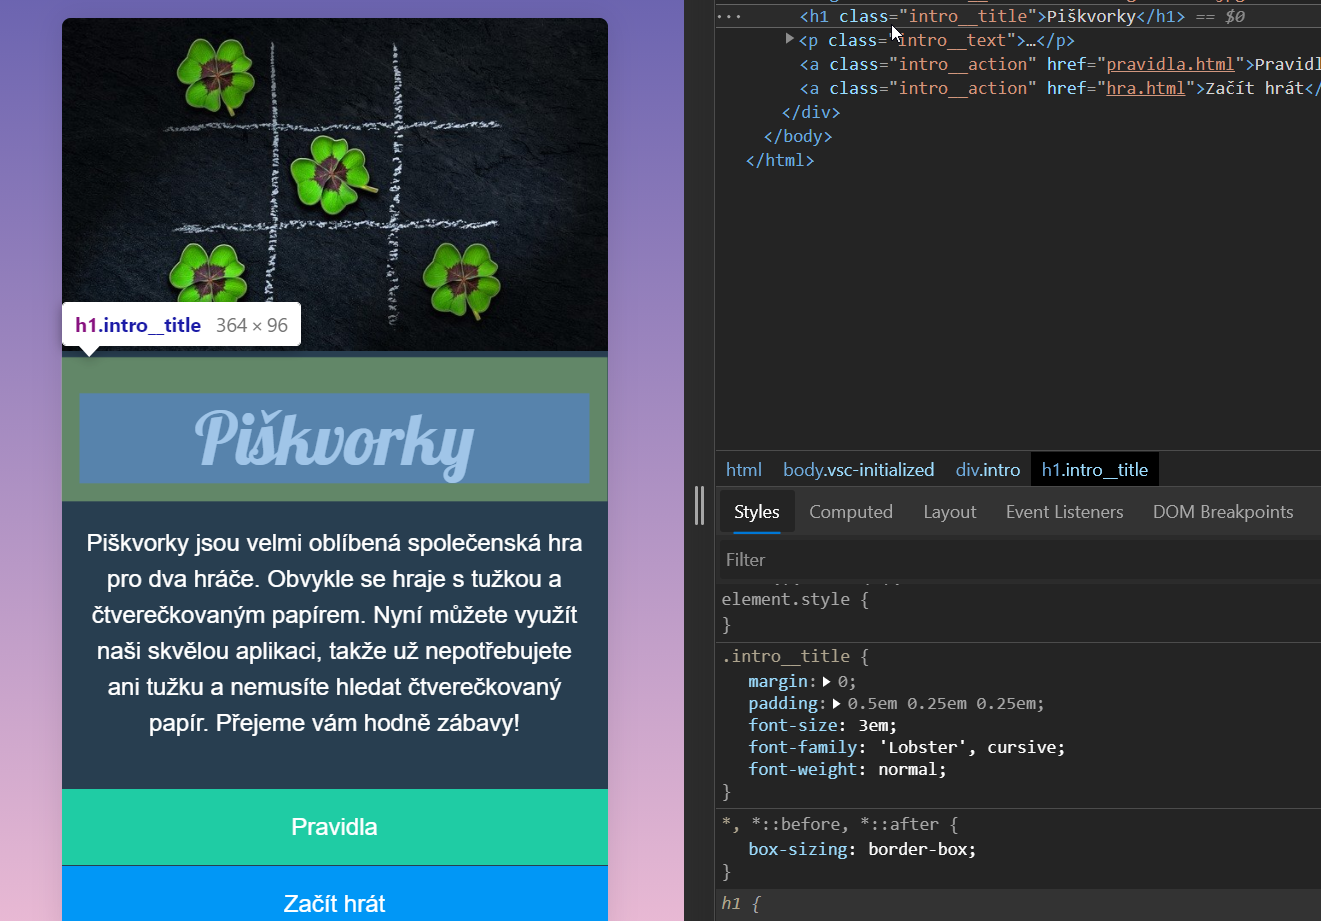 h1.intro__title 364 × 96
Piškvorky
Piškvorky jsou velmi oblíbená společenská hra
pro dva hráče. Obvykle se hraje s tužkou a
čtverečkovaným papírem. Nyní můžete využít
naši skvělou aplikaci, takže už nepotřebujete
ani tužku a nemusíte hledat čtverečkovaný
papír. Přejeme vám hodně zábavy!
Pravidla
Začít hrát
<h1 class="intro__title">Piškvorky</h1> == $0
<p class="intro__text">…</p>
<a class="intro__action" href="pravidla.html">Pravidl
<a class="intro__action" href="hra.html">Začít hrát</
</div>
</body>
</html>
html body.vsc-initialized div.intro h1.intro__title
Styles Computed Layout Event Listeners DOM Breakpoints
Filter
element.style {
}
.intro__title {
margin: 0;
padding: 0.5em 0.25em 0.25em;
font-size: 3em;
font-family: 'Lobster', cursive;
font-weight: normal;
}
*, *::before, *::after {
box-sizing: border-box;
}
h1 {